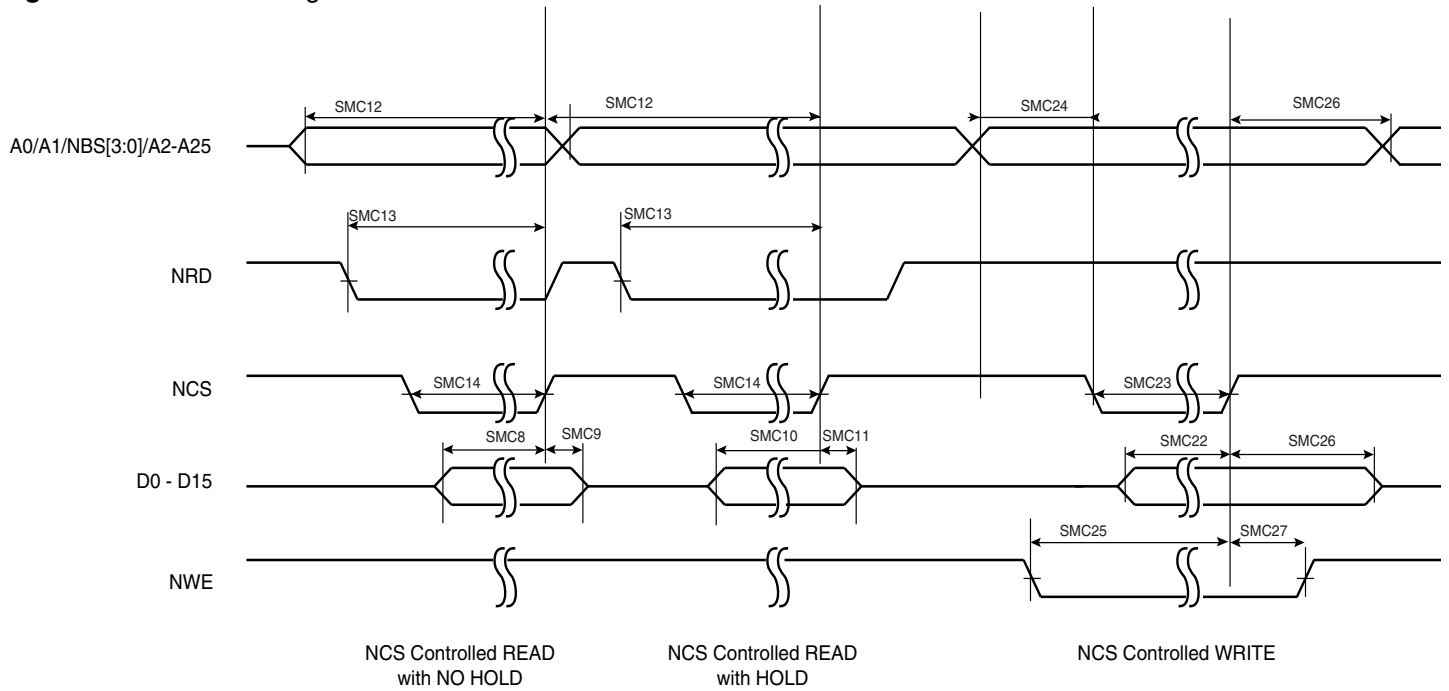 SMC12
SMC12
SMC24
SMC26
A0/A1/NBS[3:0]/A2-A25
SMC13
SMC13
NRD
SMC14
SMC14
SMC23
NCS
SMC8
SMC9
SMC10
SMC11
SMC22
SMC26
D0 - D15
SMC25
SMC27
NWE
NCS Controlled READ
with NO HOLD
NCS Controlled READ
with HOLD
NCS Controlled WRITE